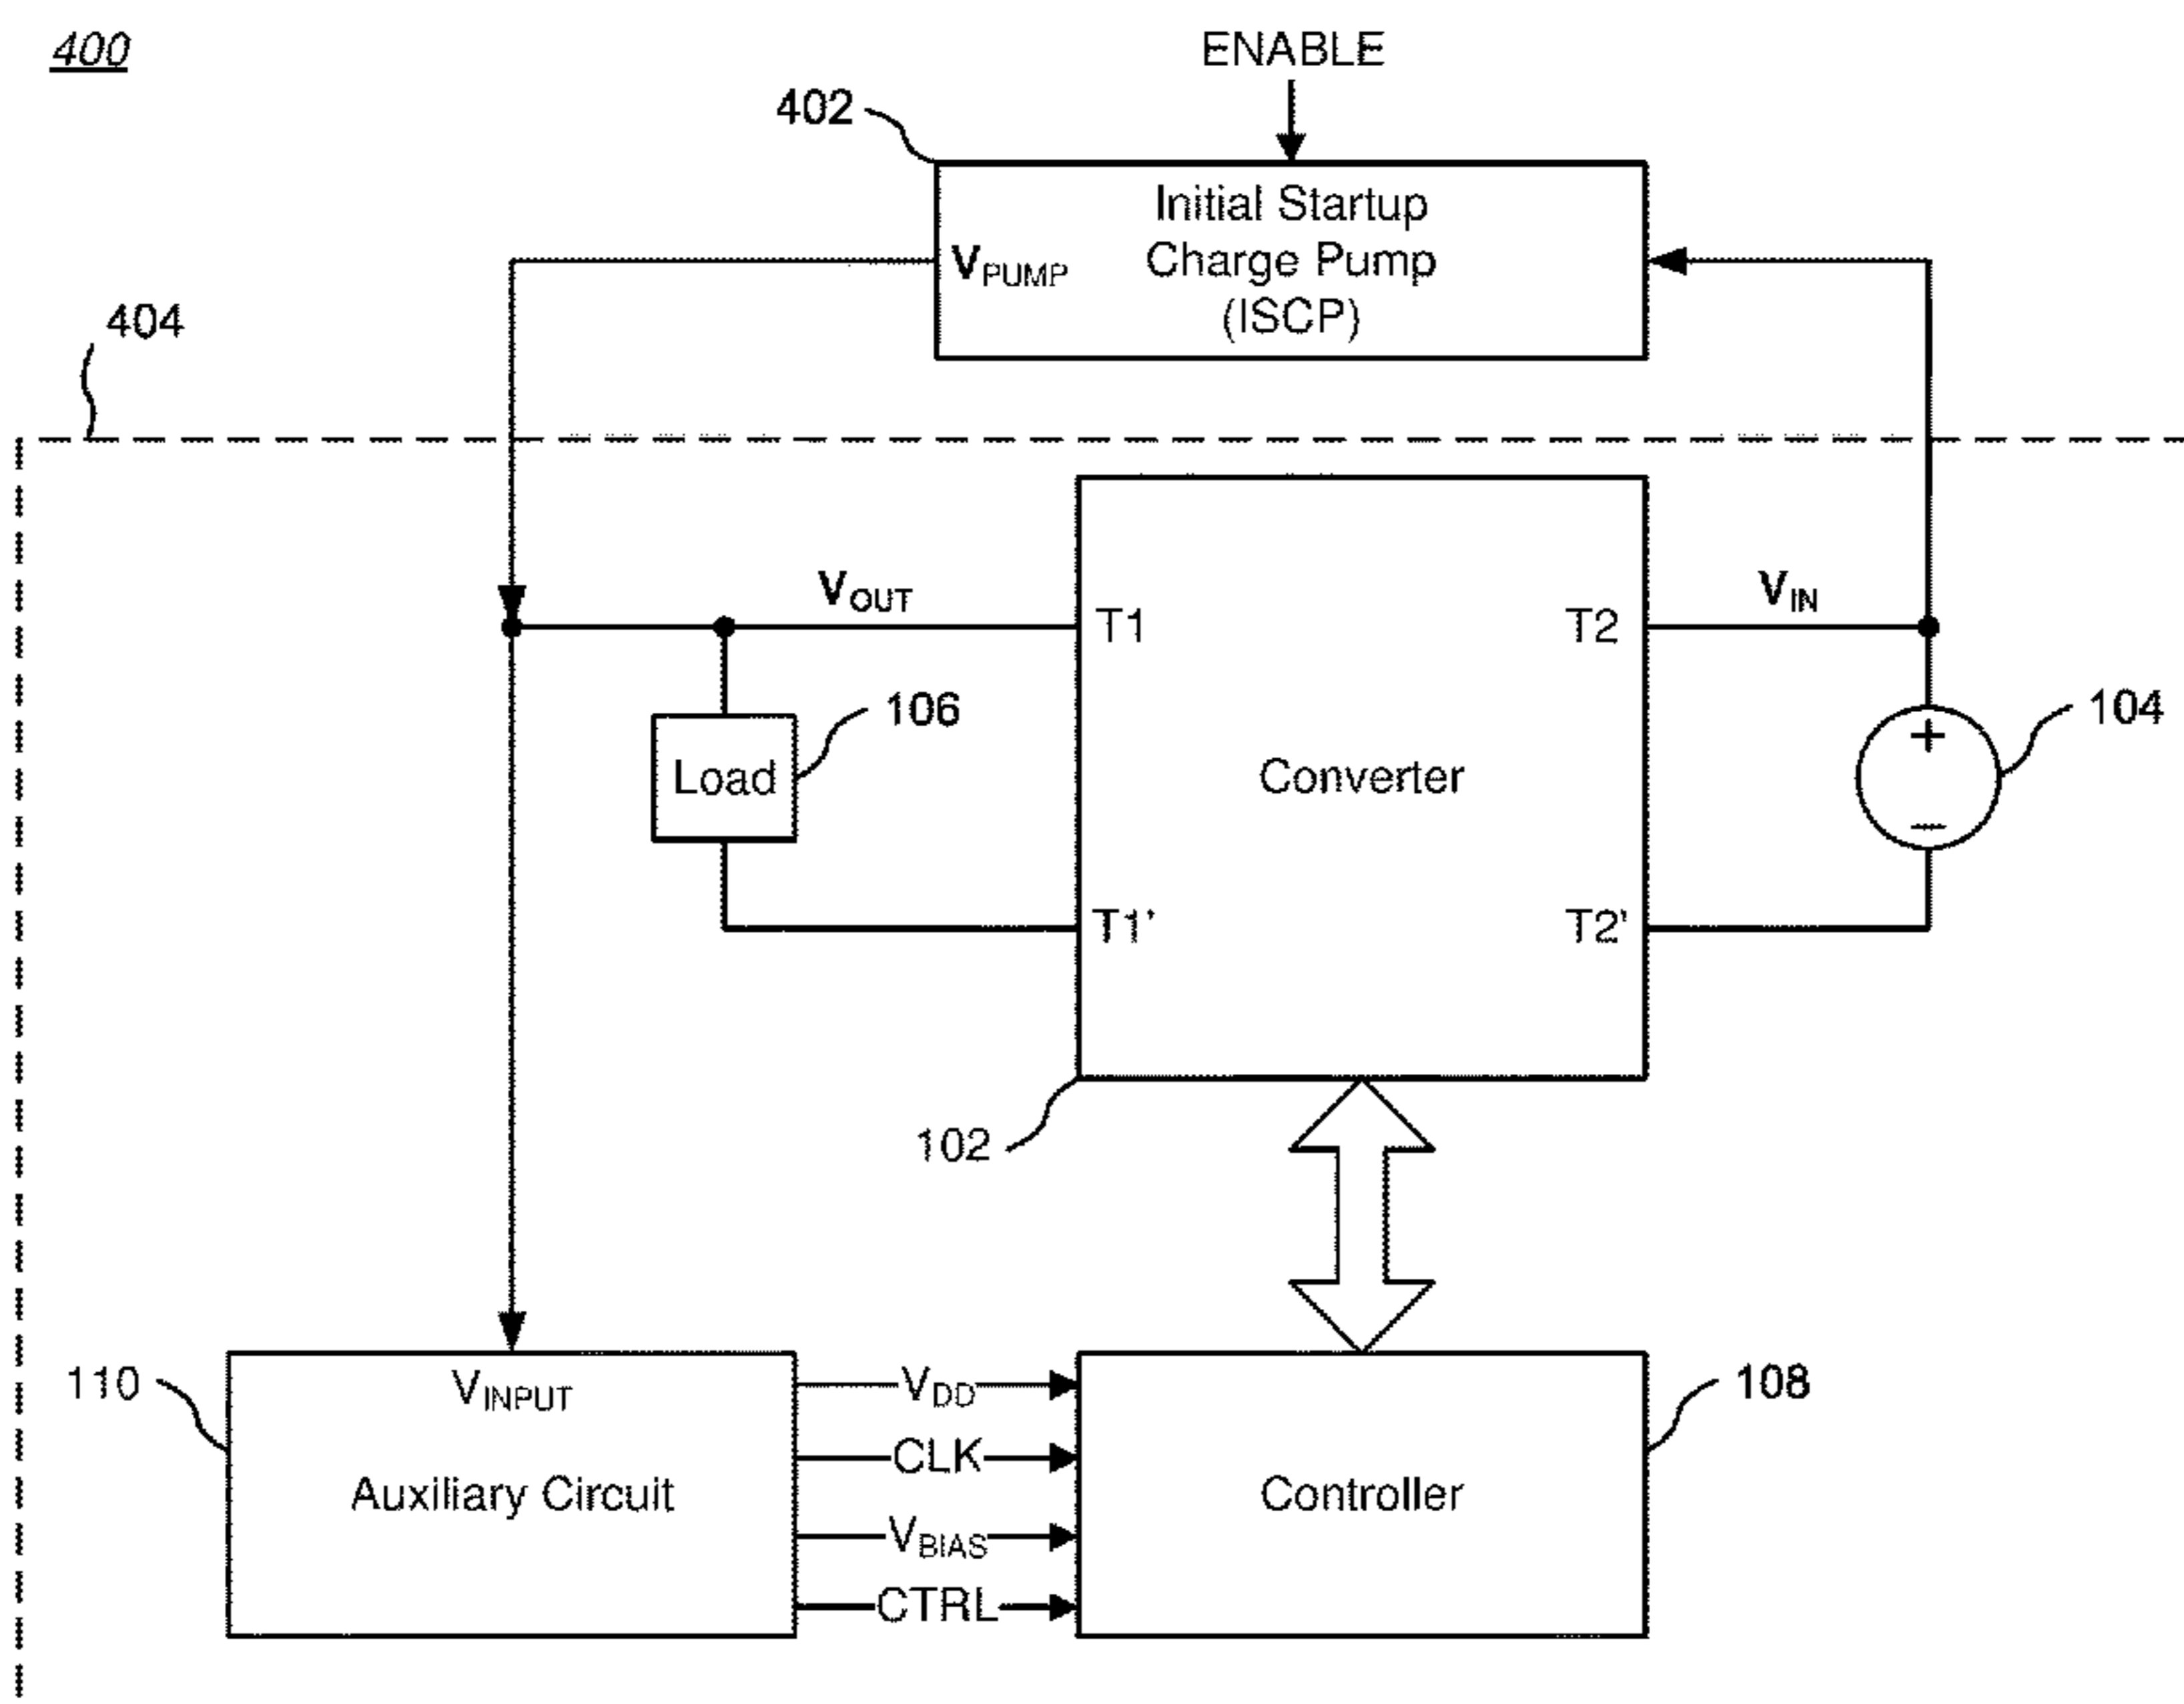 400
ENABLE
402
Initial Startup
Charge Pump
(ISCP)
VPUMP
404
VOUT
VIN
T1
T2
106
104
Load
Converter
+
−
T1'
T2'
102
110
VINPUT
Auxiliary Circuit
VDD
CLK
VBIAS
CTRL
108
Controller